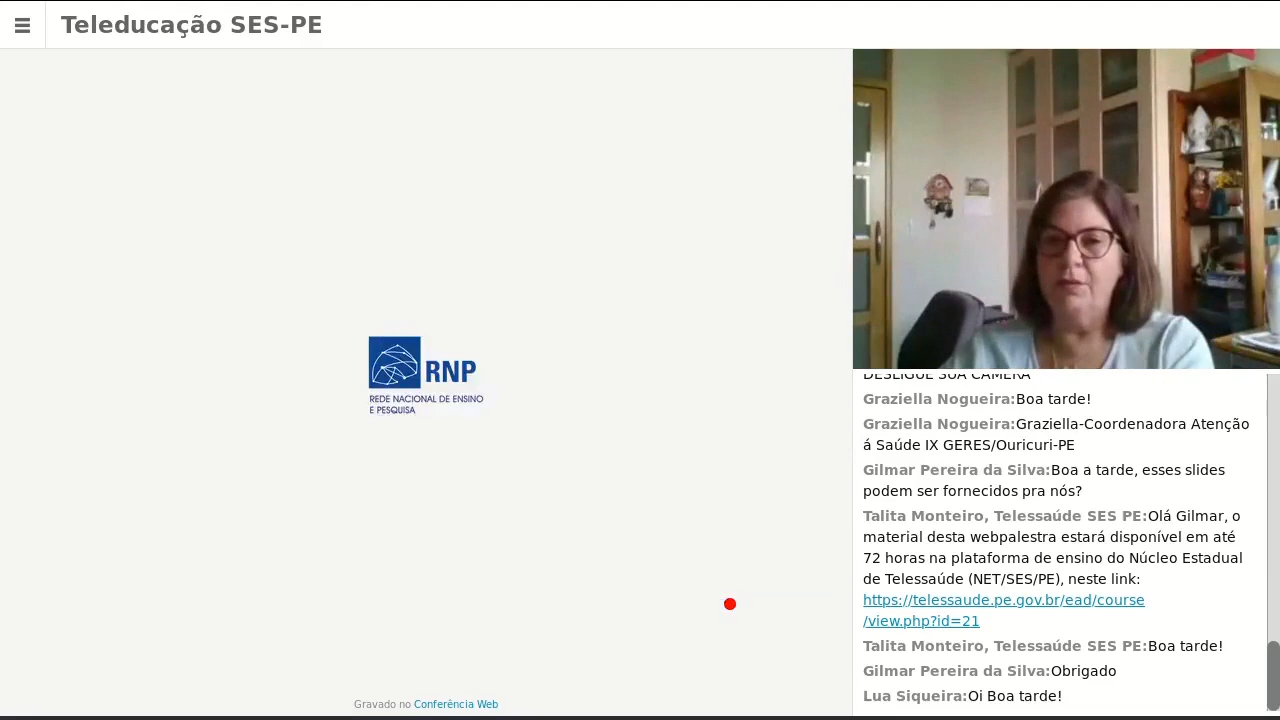 Teleducação SES-PE
RNP
REDE NACIONAL DE ENSINO
E PESQUISA
Gravado no Conferência Web
DESLIGUE SUA CÂMERA
Graziella Nogueira:Boa tarde!
Graziella Nogueira:Graziella-Coordenadora Atenção
á Saúde IX GERES/Ouricuri-PE
Gilmar Pereira da Silva:Boa a tarde, esses slides
podem ser fornecidos pra nós?
Talita Monteiro, Telessaúde SES PE:Olá Gilmar, o
material desta webpalestra estará disponível em até
72 horas na plataforma de ensino do Núcleo Estadual
de Telessaúde (NET/SES/PE), neste link:
https://telessaude.pe.gov.br/ead/course
/view.php?id=21
Talita Monteiro, Telessaúde SES PE:Boa tarde!
Gilmar Pereira da Silva:Obrigado
Lua Siqueira:Oi Boa tarde!